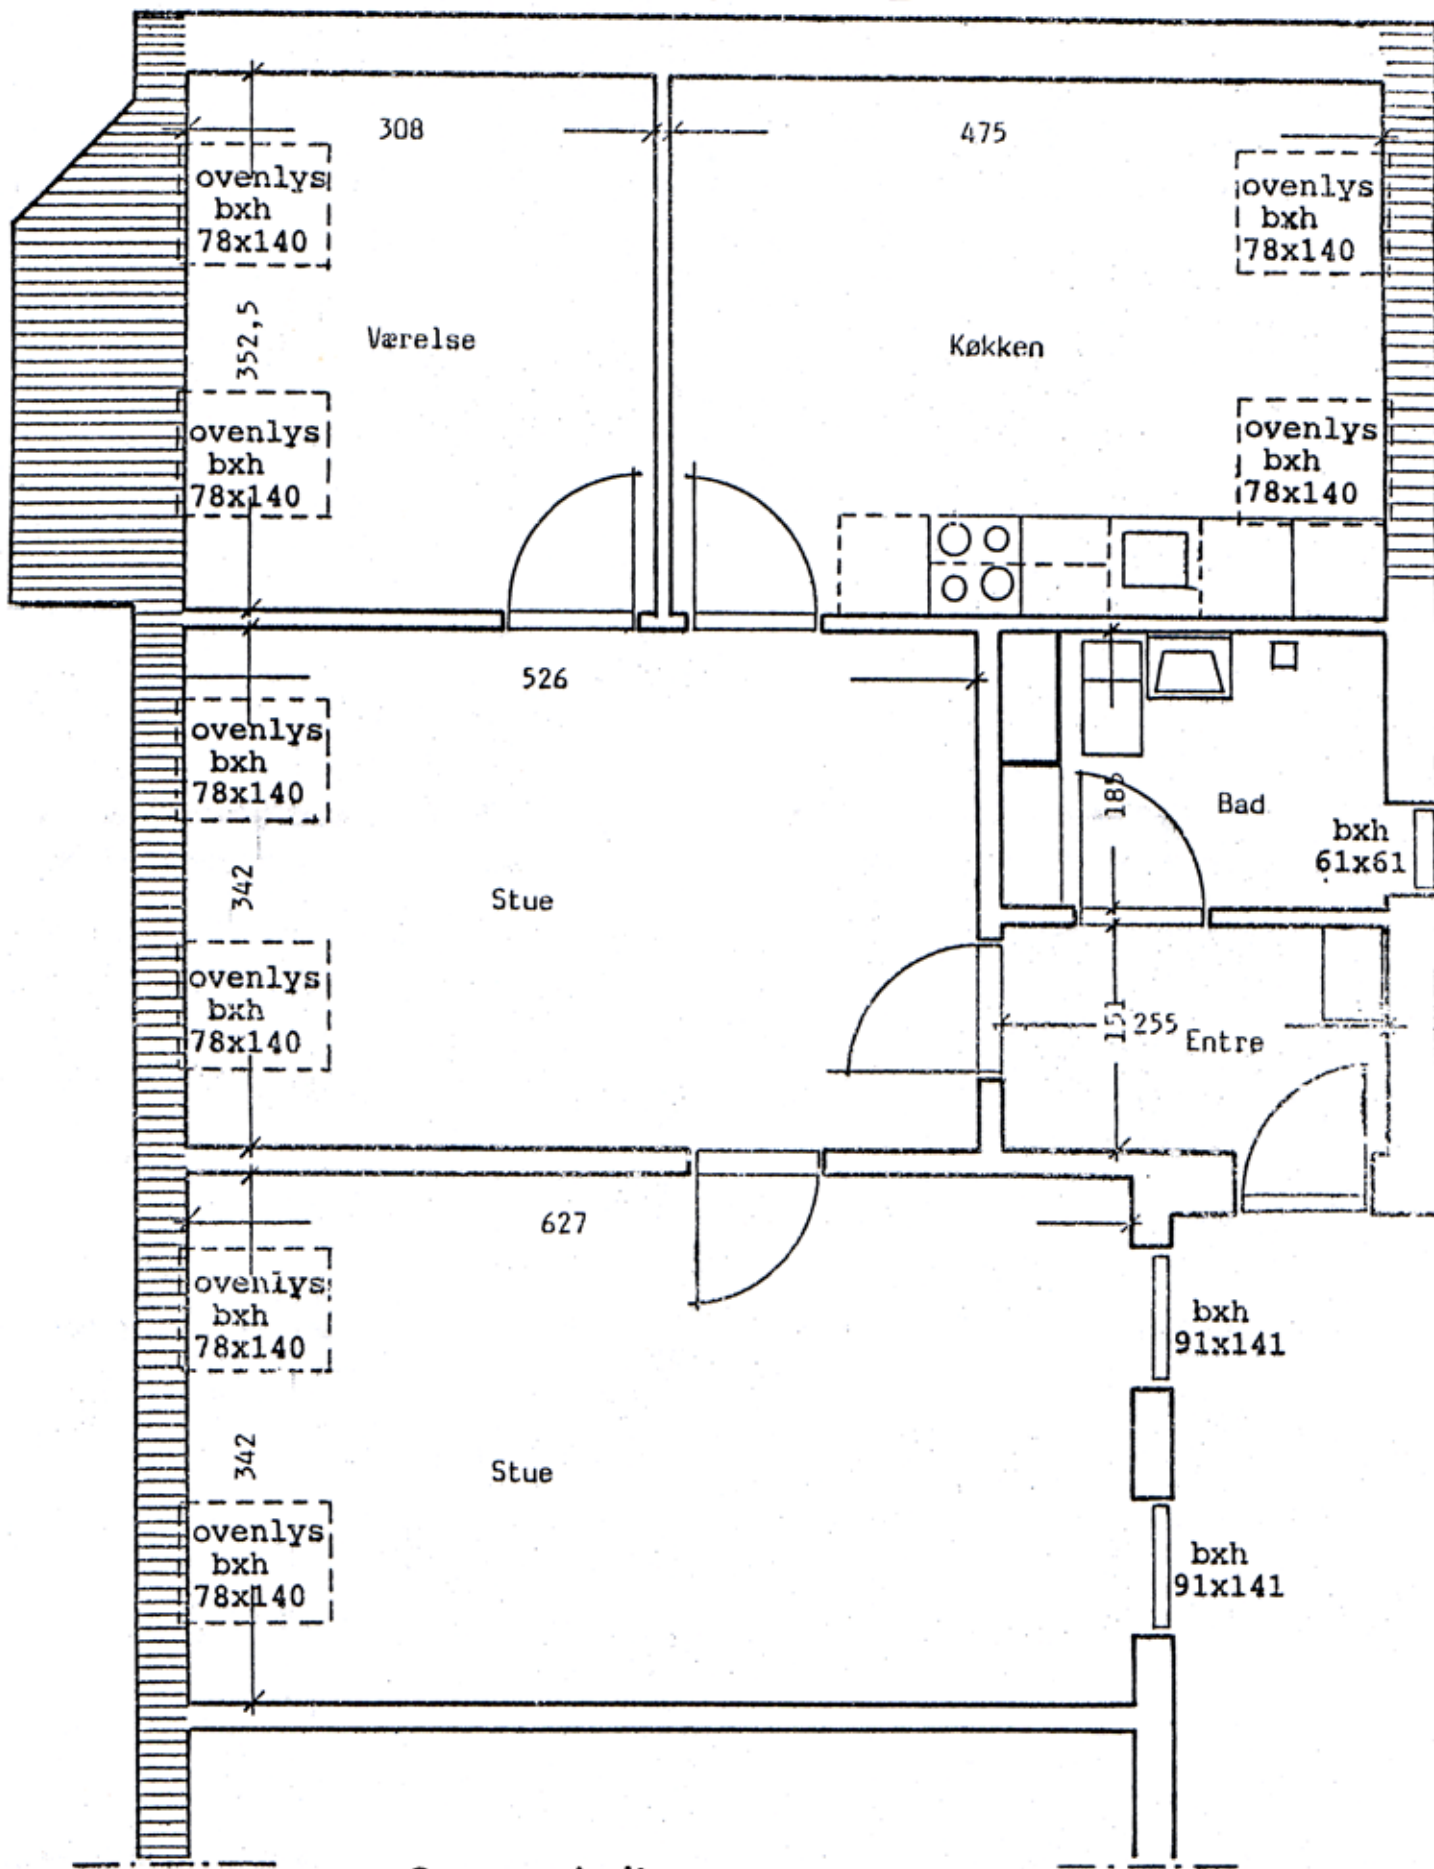 308
475
ovenlys
bxh
78x140
ovenlys
bxh
78x140
352,5
Værelse
Køkken
ovenlys
bxh
78x140
ovenlys
bxh
78x140
526
ovenlys
bxh
78x140
185
Bad
bxh
61x61
342
Stue
ovenlys
bxh
78x140
151
255
Entre
627
ovenlys
bxh
78x140
bxh
91x141
342
Stue
ovenlys
bxh
78x140
bxh
91x141